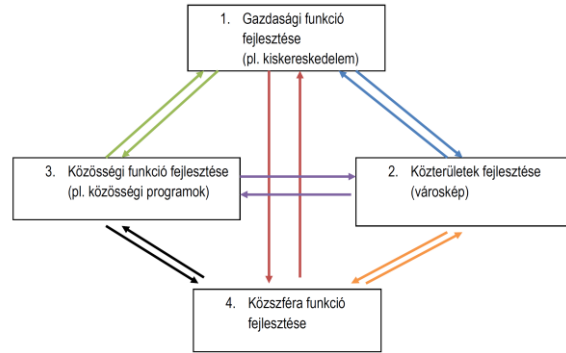 1. Gazdasági funkció
fejlesztése
(pl. kiskereskedelem)
3. Közösségi funkció fejlesztése
(pl. közösségi programok)
2. Közterületek fejlesztése
(városkép)
4. Közszféra funkció
fejlesztése